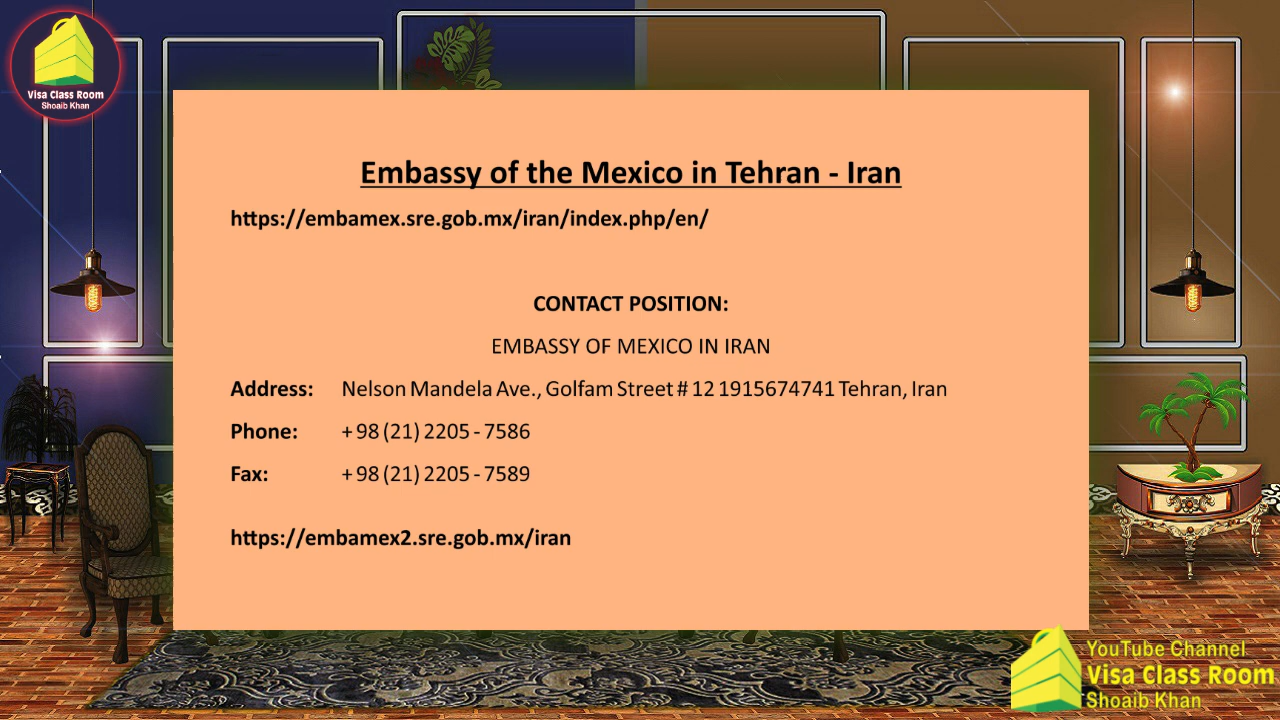 Visa Class Room
Shoaib Khan
Embassy of the Mexico in Tehran - Iran
https://embamex.sre.gob.mx/iran/index.php/en/
CONTACT POSITION:
EMBASSY OF MEXICO IN IRAN
Address: Nelson Mandela Ave., Golfam Street # 12 1915674741 Tehran, Iran
Phone: + 98 (21) 2205 - 7586
Fax: + 98 (21) 2205 - 7589
https://embamex2.sre.gob.mx/iran
YouTube Channel
Visa Class Room
Shoaib Khan